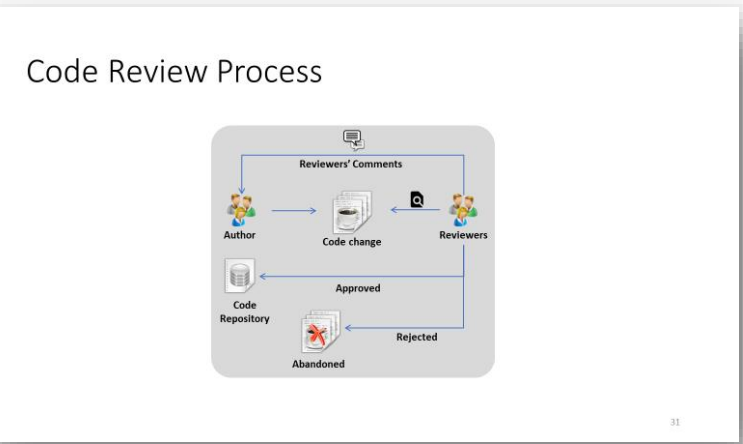 Code Review Process
Reviewers' Comments
Author
Code change
Reviewers
Approved
Code
Repository
Rejected
Abandoned
31